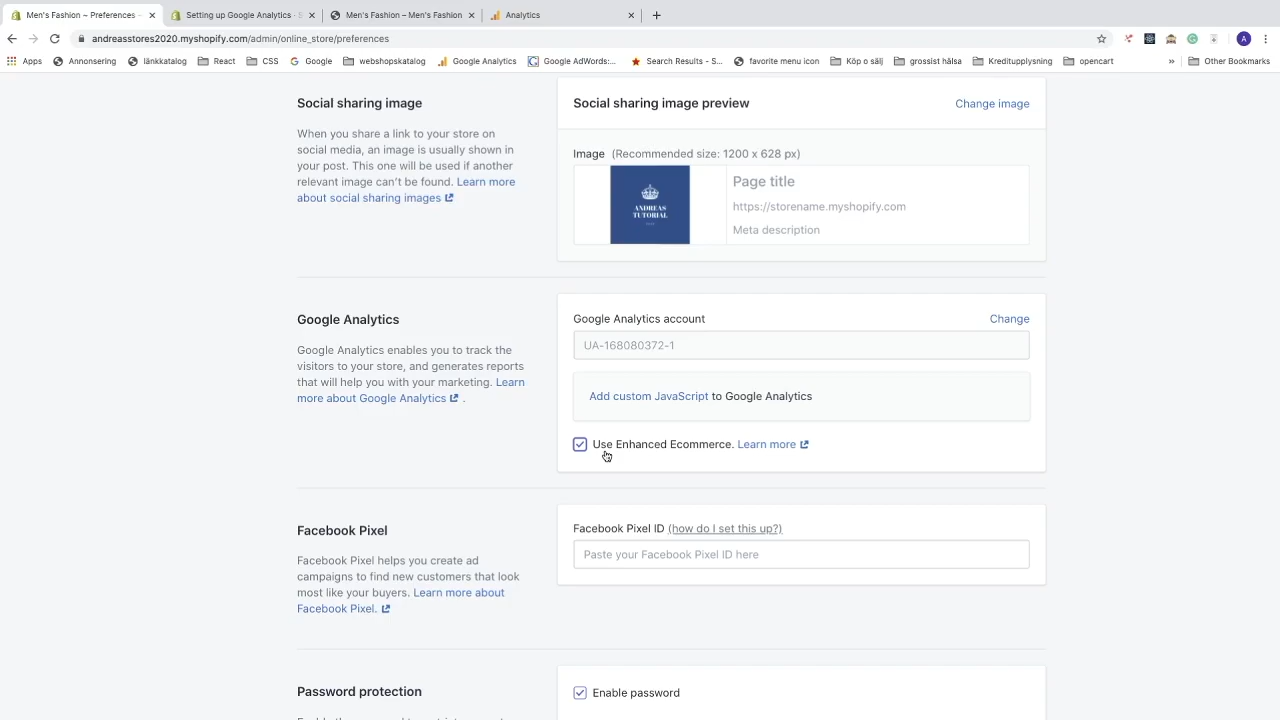 Men's Fashion ~ Preferences -
Setting up Google Analytics · S
Men's Fashion – Men's Fashion
Analytics
andreasstores2020.myshopify.com/admin/online_store/preferences
A
Apps
Annonsering
länkkatalog
React
CSS
Google
webshopskatalog
Google Analytics
Google AdWords:...
Search Results - S...
favorite menu icon
Köp o sälj
grossist hälsa
Kreditupplysning
opencart
»
Other Bookmarks
Social sharing image
When you share a link to your store on
social media, an image is usually shown in
your post. This one will be used if another
relevant image can't be found. Learn more
about social sharing images
Social sharing image preview
Change image
Image (Recommended size: 1200 x 628 px)
ANDREAS
TUTORIAL
Page title
https://storename.myshopify.com
Meta description
Google Analytics
Google Analytics enables you to track the
visitors to your store, and generates reports
that will help you with your marketing. Learn
more about Google Analytics .
Google Analytics account
Change
UA-168080372-1
Add custom JavaScript to Google Analytics
Use Enhanced Ecommerce. Learn more
Facebook Pixel
Facebook Pixel helps you create ad
campaigns to find new customers that look
most like your buyers. Learn more about
Facebook Pixel.
Facebook Pixel ID (how do I set this up?)
Paste your Facebook Pixel ID here
Password protection
Enable password